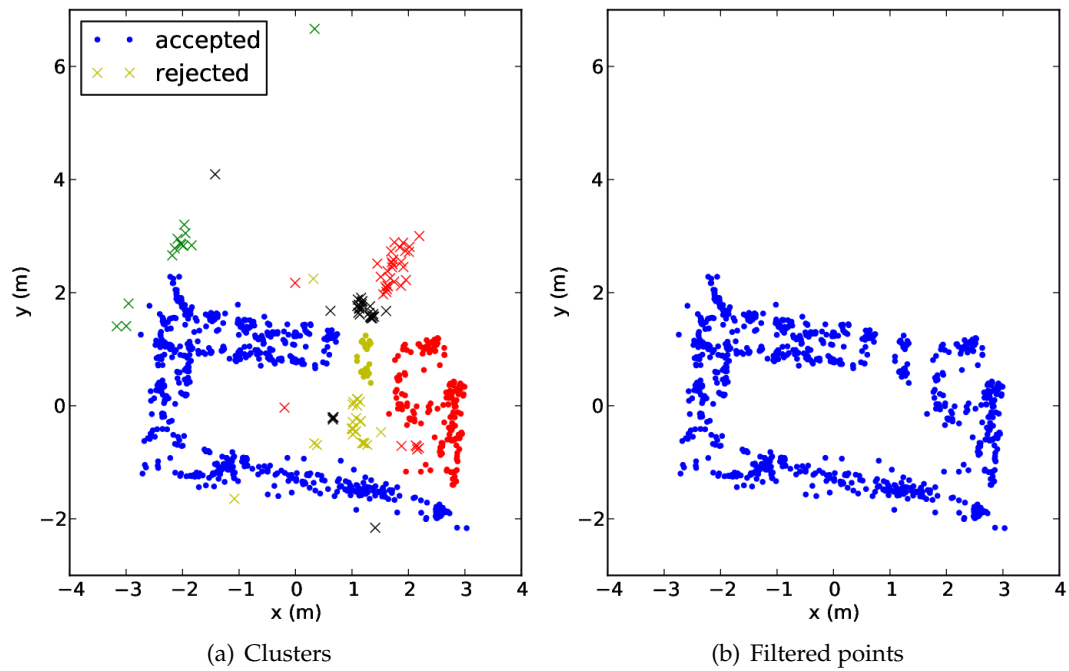 accepted
rejected
6
4
2
0
−2
y (m)
−4 −3 −2 −1 0 1 2 3 4
x (m)
(a) Clusters
6
4
2
0
−2
y (m)
−4 −3 −2 −1 0 1 2 3 4
x (m)
(b) Filtered points